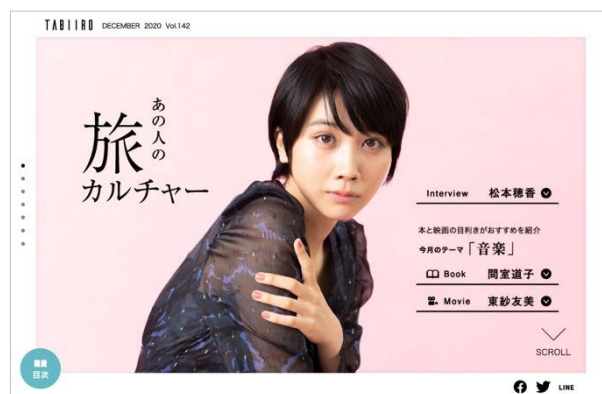 TABIIRO DECEMBER 2020 Vol.142
あの人の
旅
カルチャー
Interview 松本穂香
本と映画の目利きがおすすめを紹介
今月のテーマ「音楽」
Book 間室道子
Movie 東紗友美
SCROLL
目次
LINE